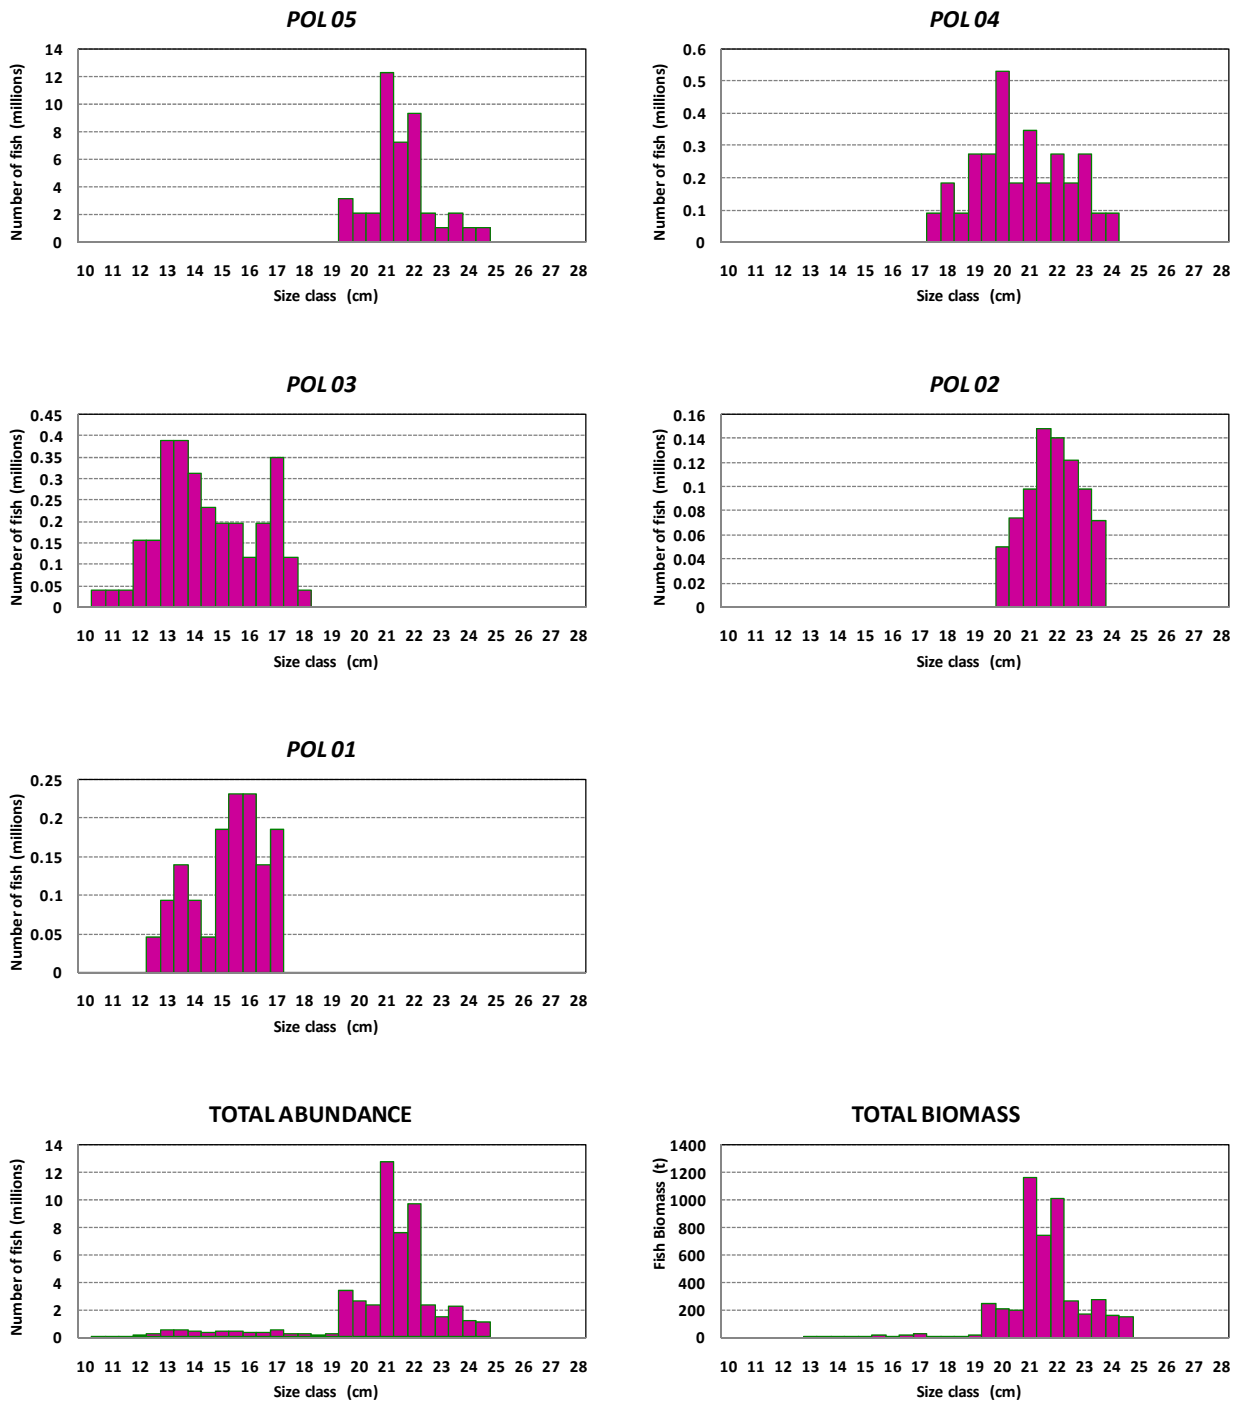 POL 05
Number of fish (millions)
14
12
10
8
6
4
2
0
10 11 12 13 14 15 16 17 18 19 20 21 22 23 24 25 26 27 28
Size class (cm)
POL 04
Number of fish (millions)
0.6
0.5
0.4
0.3
0.2
0.1
0
10 11 12 13 14 15 16 17 18 19 20 21 22 23 24 25 26 27 28
Size class (cm)
POL 03
Number of fish (millions)
0.45
0.4
0.35
0.3
0.25
0.2
0.15
0.1
0.05
0
10 11 12 13 14 15 16 17 18 19 20 21 22 23 24 25 26 27 28
Size class (cm)
POL 02
Number of fish (millions)
0.16
0.14
0.12
0.1
0.08
0.06
0.04
0.02
0
10 11 12 13 14 15 16 17 18 19 20 21 22 23 24 25 26 27 28
Size class (cm)
POL 01
Number of fish (millions)
0.25
0.2
0.15
0.1
0.05
0
10 11 12 13 14 15 16 17 18 19 20 21 22 23 24 25 26 27 28
Size class (cm)
TOTAL ABUNDANCE
Number of fish (millions)
14
12
10
8
6
4
2
0
10 11 12 13 14 15 16 17 18 19 20 21 22 23 24 25 26 27 28
Size class (cm)
TOTAL BIOMASS
Fish Biomass (t)
1400
1200
1000
800
600
400
200
0
10 11 12 13 14 15 16 17 18 19 20 21 22 23 24 25 26 27 28
Size class (cm)